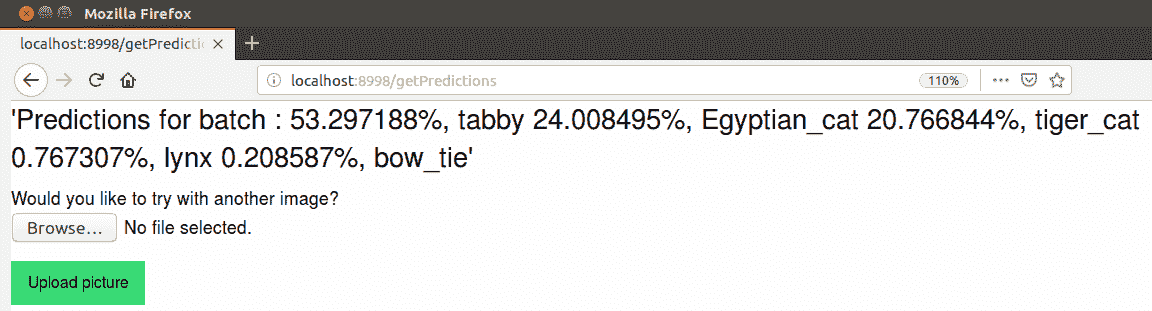 Mozilla Firefox
localhost:8998/getPredictio
localhost:8998/getPredictions
110%
'Predictions for batch : 53.297188%, tabby 24.008495%, Egyptian_cat 20.766844%, tiger_cat
0.767307%, lynx 0.208587%, bow_tie'
Would you like to try with another image?
Browse... No file selected.
Upload picture